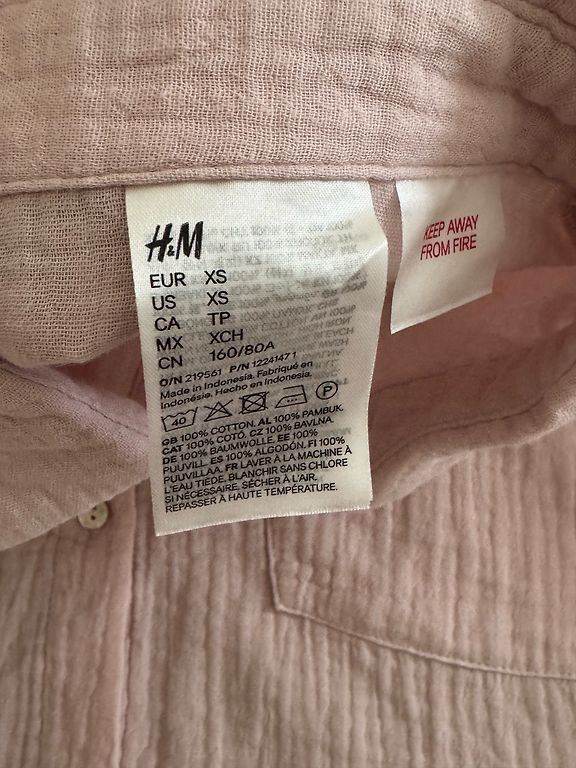 H&M
EUR XS
US XS
CA TP
MX XCH
CN 160/80A
O/N 219561 P/N 12241471
Made in Indonesia. Fabriqué en
Indonésie. Hecho en Indonesia.
40
P
GB 100% COTTON. AL 100% PAMBUK.
CAT 100% COTÓ. CZ 100% BAVLNA.
DE 100% BAUMWOLLE. EE 100%
PUUVILL. ES 100% ALGODÓN. FI 100%
PUUVILLAA. FR LAVER À LA MACHINE À
L'EAU TIÈDE. BLANCHIR SANS CHLORE
SI NÉCESSAIRE. SÉCHER À L'AIR.
REPASSER À HAUTE TEMPÉRATURE.
KEEP AWAY
FROM FIRE